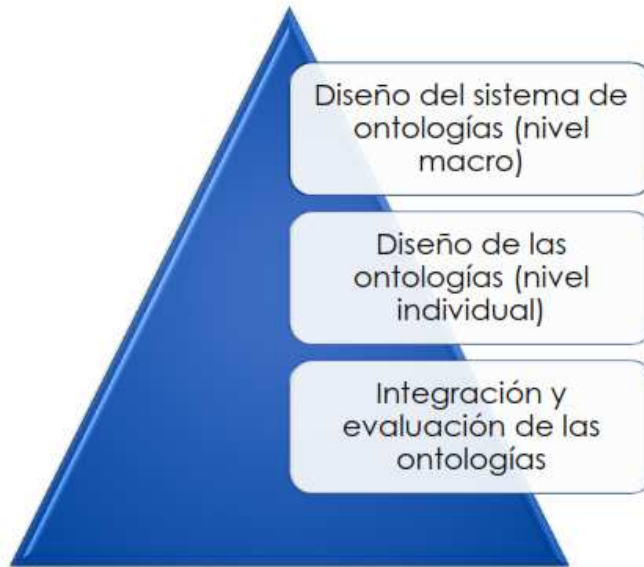 Diseño del sistema de
ontologías (nivel
macro)
Diseño de las
ontologías (nivel
individual)
Integración y
evaluación de las
ontologías